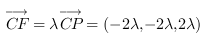 $\overrightarrow{CF} = \lambda \overrightarrow{CP} = (-2\lambda, -2\lambda, 2\lambda)$